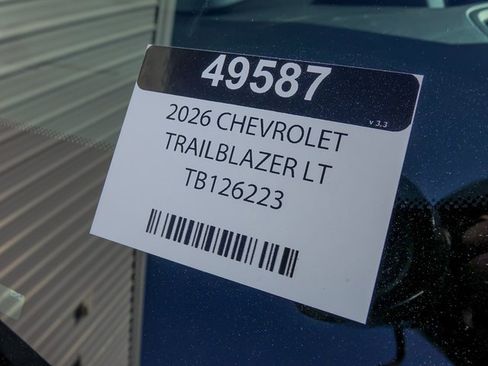 49587
v 3.3
2026 CHEVROLET
TRAILBLAZER LT
TB126223